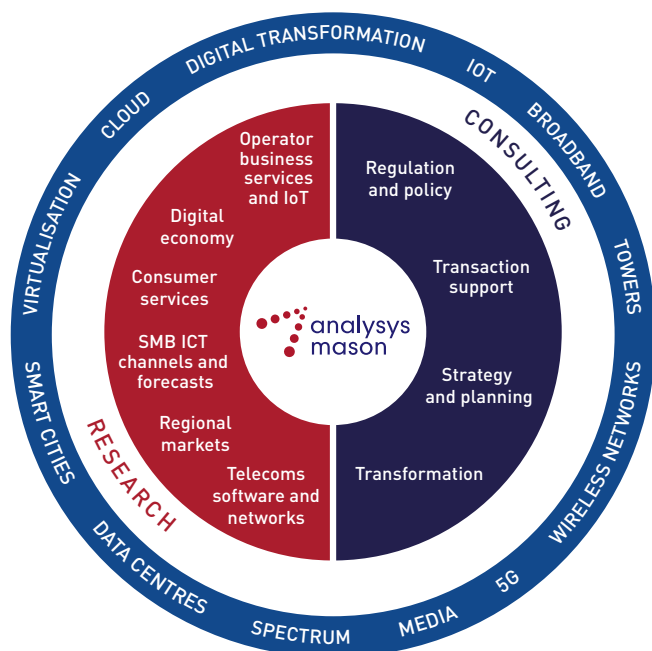 DIGITAL TRANSFORMATION
IOT
BROADBAND
TOWERS
WIRELESS NETWORKS
5G
MEDIA
SPECTRUM
DATA CENTRES
SMART CITIES
VIRTUALISATION
CLOUD
CONSULTING
RESEARCH
Operator
business
services
and IoT
Digital
economy
Consumer
services
SMB ICT
channels and
forecasts
Regional
markets
Telecoms
software and
networks
Regulation
and policy
Transaction
support
Strategy
and planning
Transformation
analysys
mason